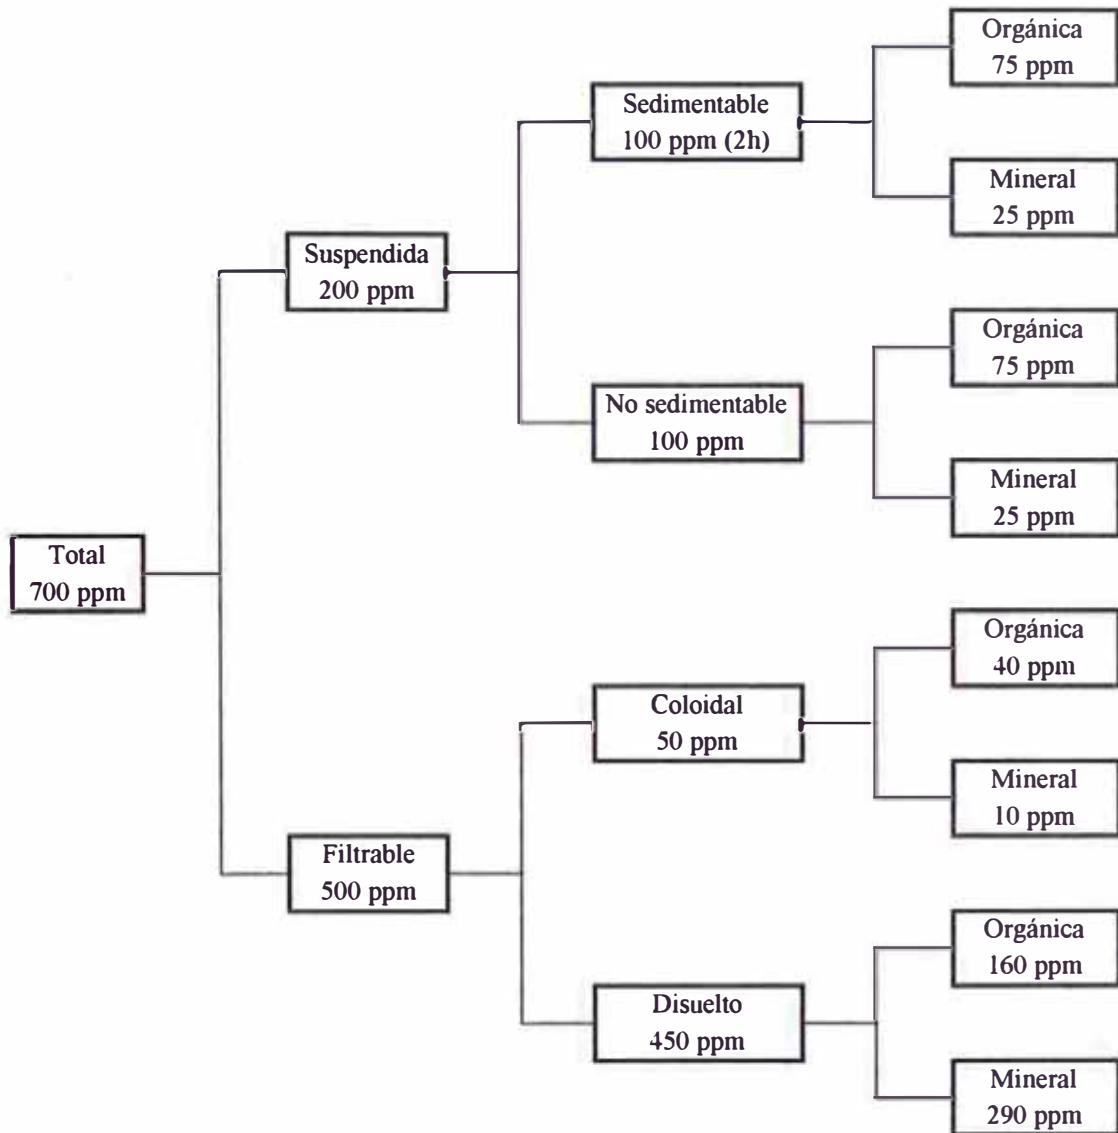 Total
700 ppm
Suspendida
200 ppm
Sedimentable
100 ppm (2h)
Orgánica
75 ppm
Mineral
25 ppm
No sedimentable
100 ppm
Orgánica
75 ppm
Mineral
25 ppm
Filtrable
500 ppm
Coloidal
50 ppm
Orgánica
40 ppm
Mineral
10 ppm
Disuelto
450 ppm
Orgánica
160 ppm
Mineral
290 ppm